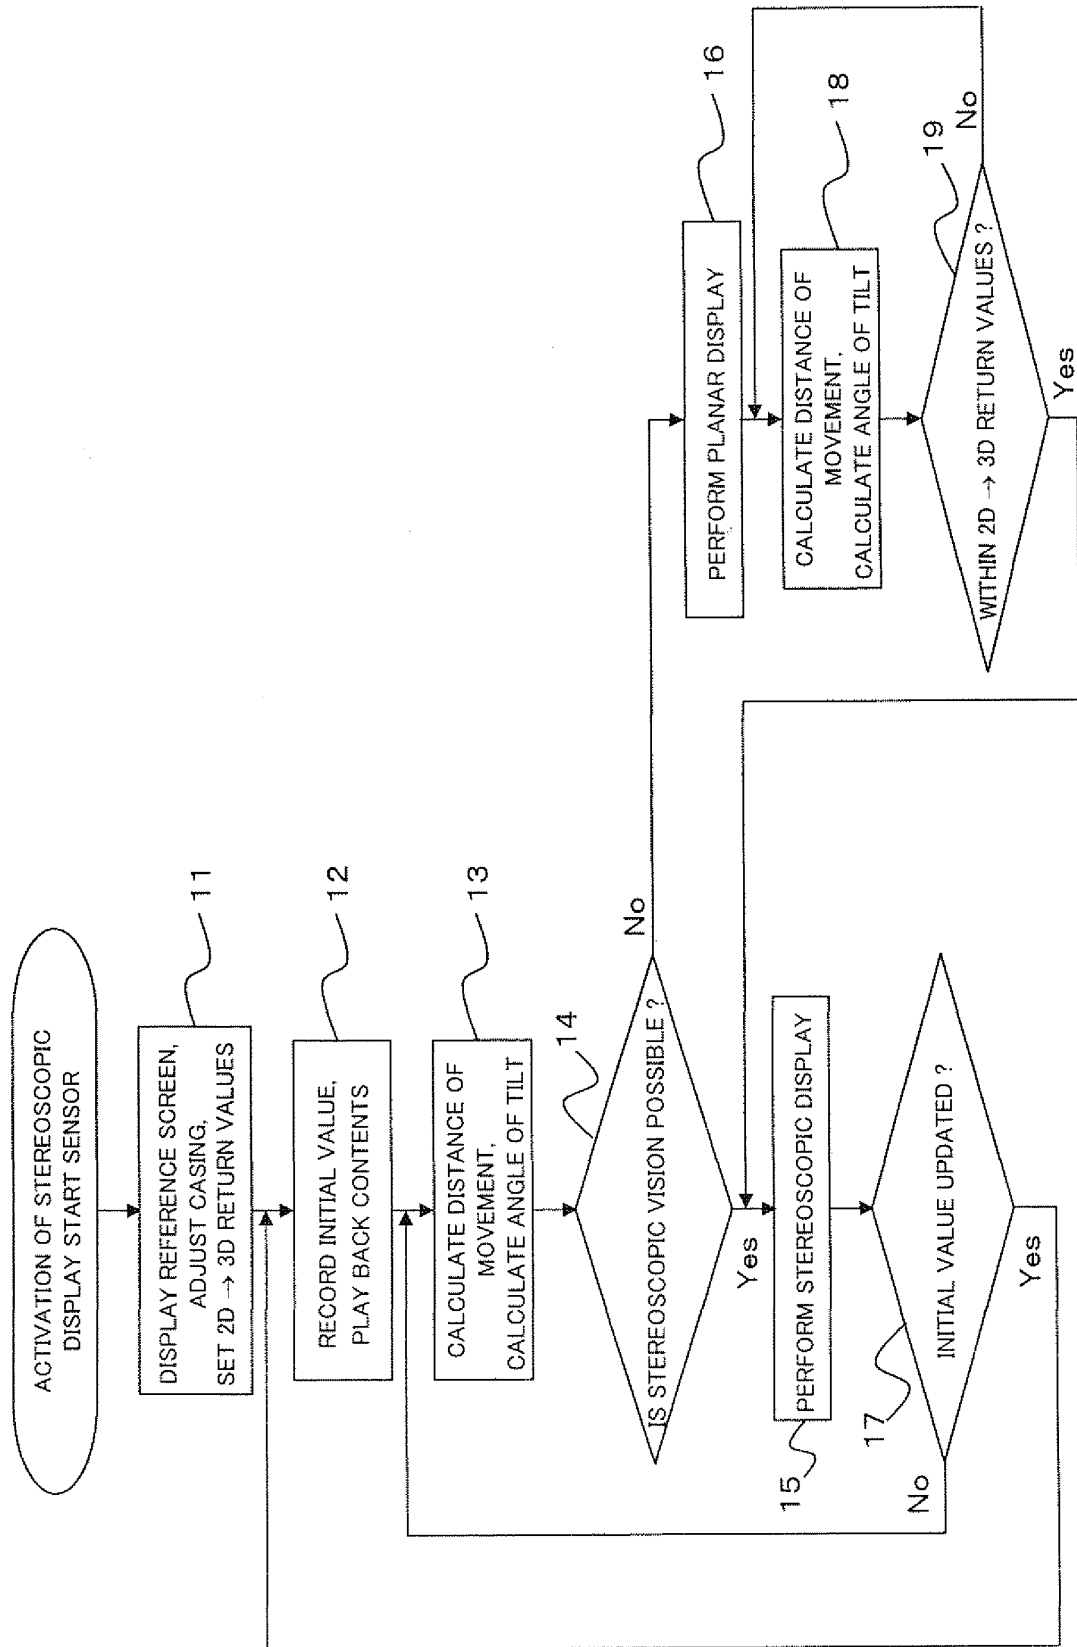 ACTIVATION OF STEREOSCOPIC
DISPLAY START SENSOR
DISPLAY REFERENCE SCREEN,
ADJUST CASING,
SET 2D → 3D RETURN VALUES
11
RECORD INITIAL VALUE,
PLAY BACK CONTENTS
12
CALCULATE DISTANCE OF
MOVEMENT,
CALCULATE ANGLE OF TILT
13
IS STEREOSCOPIC VISION POSSIBLE ?
14
No
Yes
PERFORM STEREOSCOPIC DISPLAY
15
INITIAL VALUE UPDATED ?
17
No
Yes
PERFORM PLANAR DISPLAY
16
CALCULATE DISTANCE OF
MOVEMENT,
CALCULATE ANGLE OF TILT
18
WITHIN 2D → 3D RETURN VALUES ?
19
No
Yes